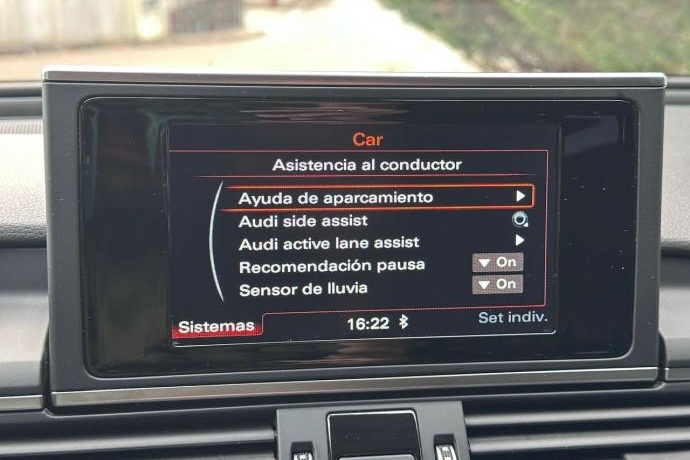 Car
Asistencia al conductor
Ayuda de aparcamiento
Audi side assist
Audi active lane assist
Recomendación pausa On
Sensor de lluvia On
Sistemas 16:22 Set indiv.